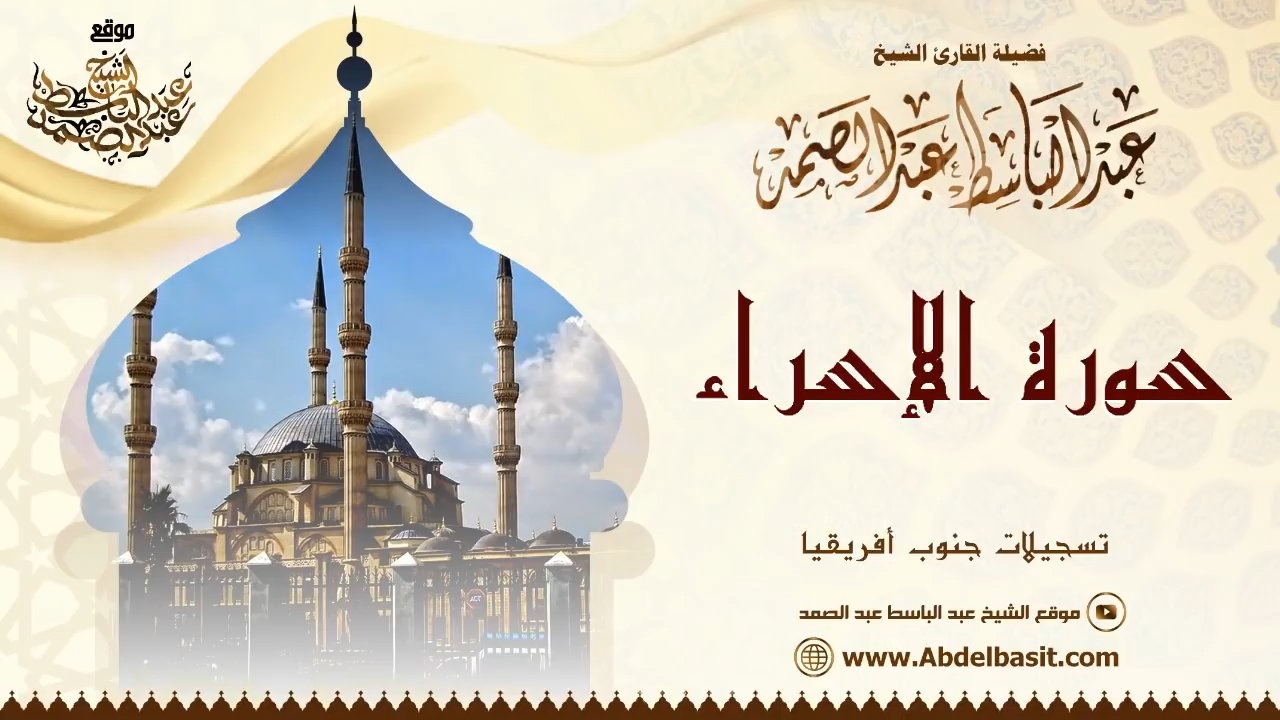 موقع
الشيخ
عبد الباسط
عبد الصمد
فضيلة القارئ الشيخ
عبد الباسط عبد الصمد
سورة الإسراء
تسجيلات جنوب أفريقيا
موقع الشيخ عبد الباسط عبد الصمد
www.Abdelbasit.com